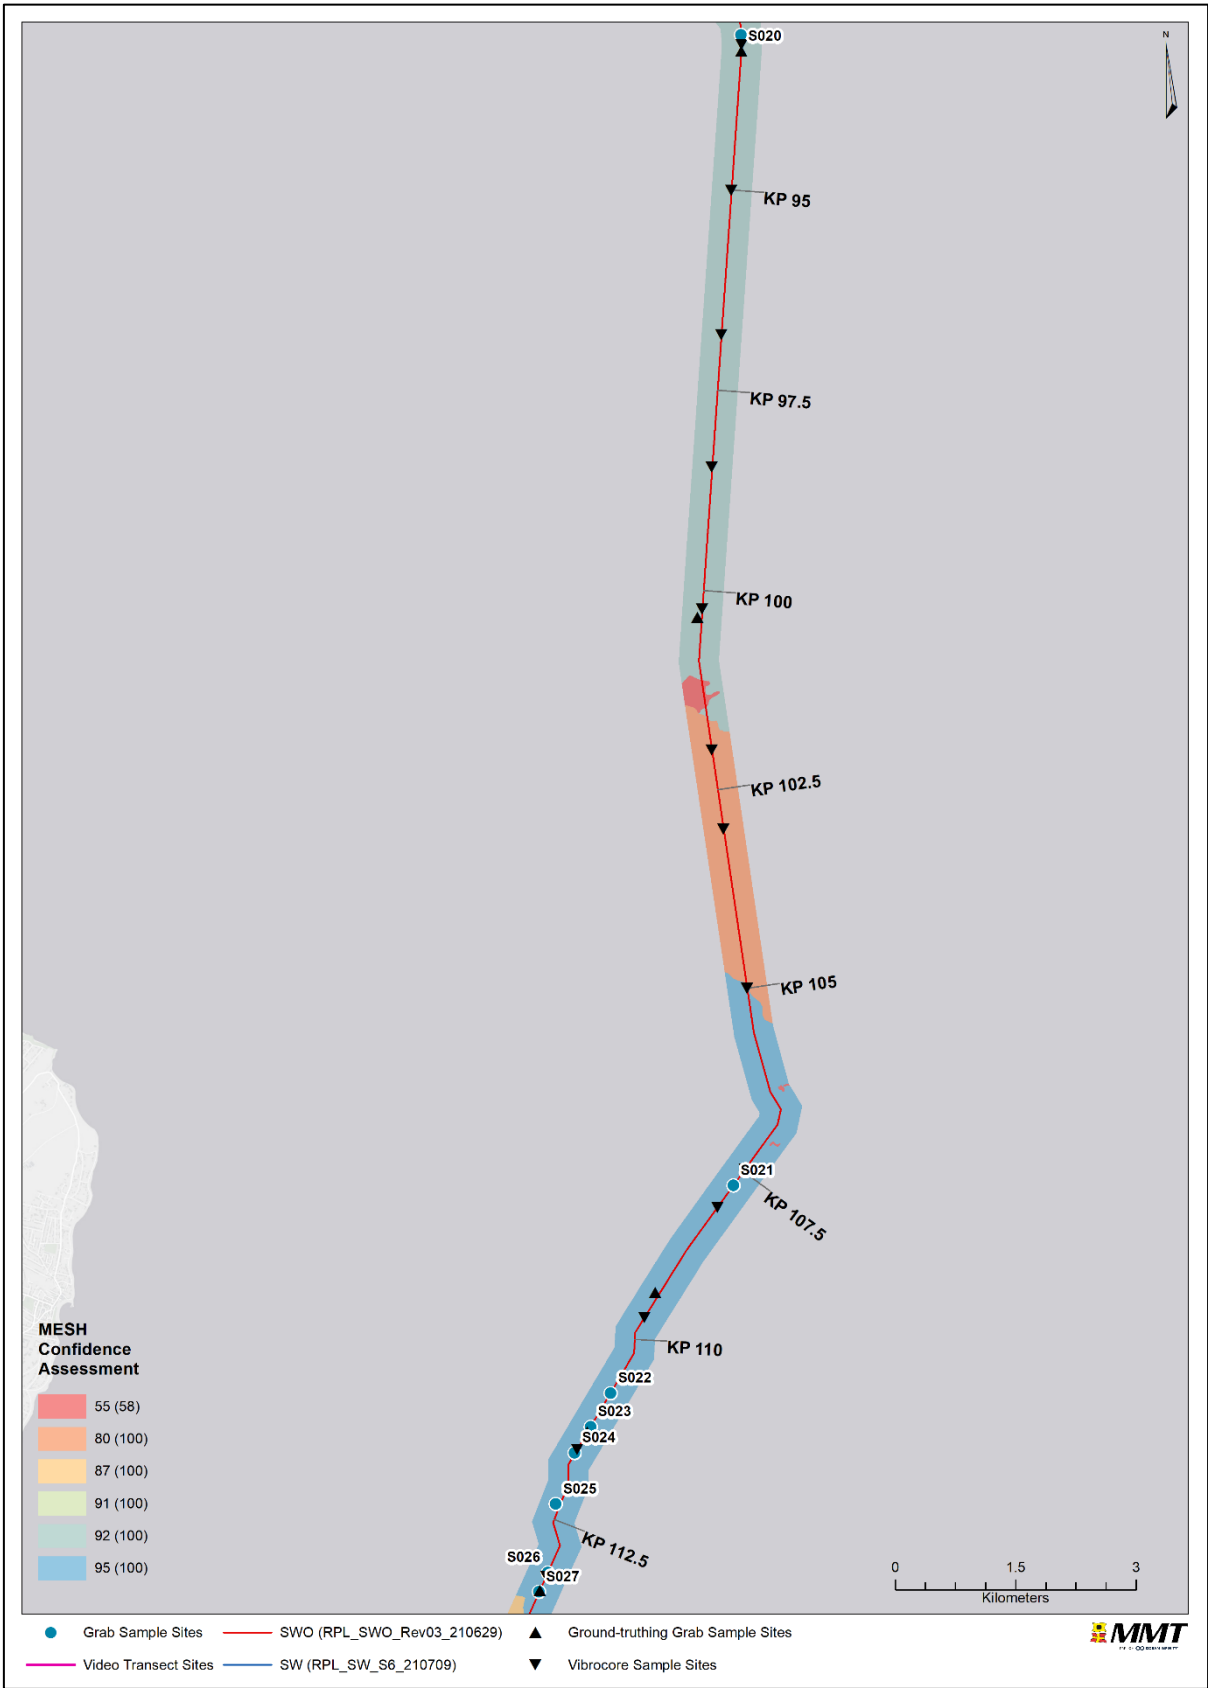 N
S020
KP 95
KP 97.5
KP 100
KP 102.5
KP 105
S021
KP 107.5
KP 110
S022
S023
S024
S025
KP 112.5
S026
S027
MESH
Confidence
Assessment
55 (58)
80 (100)
87 (100)
91 (100)
92 (100)
95 (100)
0 1.5 3
Kilometers
Grab Sample Sites
SWO (RPL_SWO_Rev03_210629)
Ground-truthing Grab Sample Sites
Video Transect Sites
SW (RPL_SW_S6_210709)
Vibrocore Sample Sites
MMT